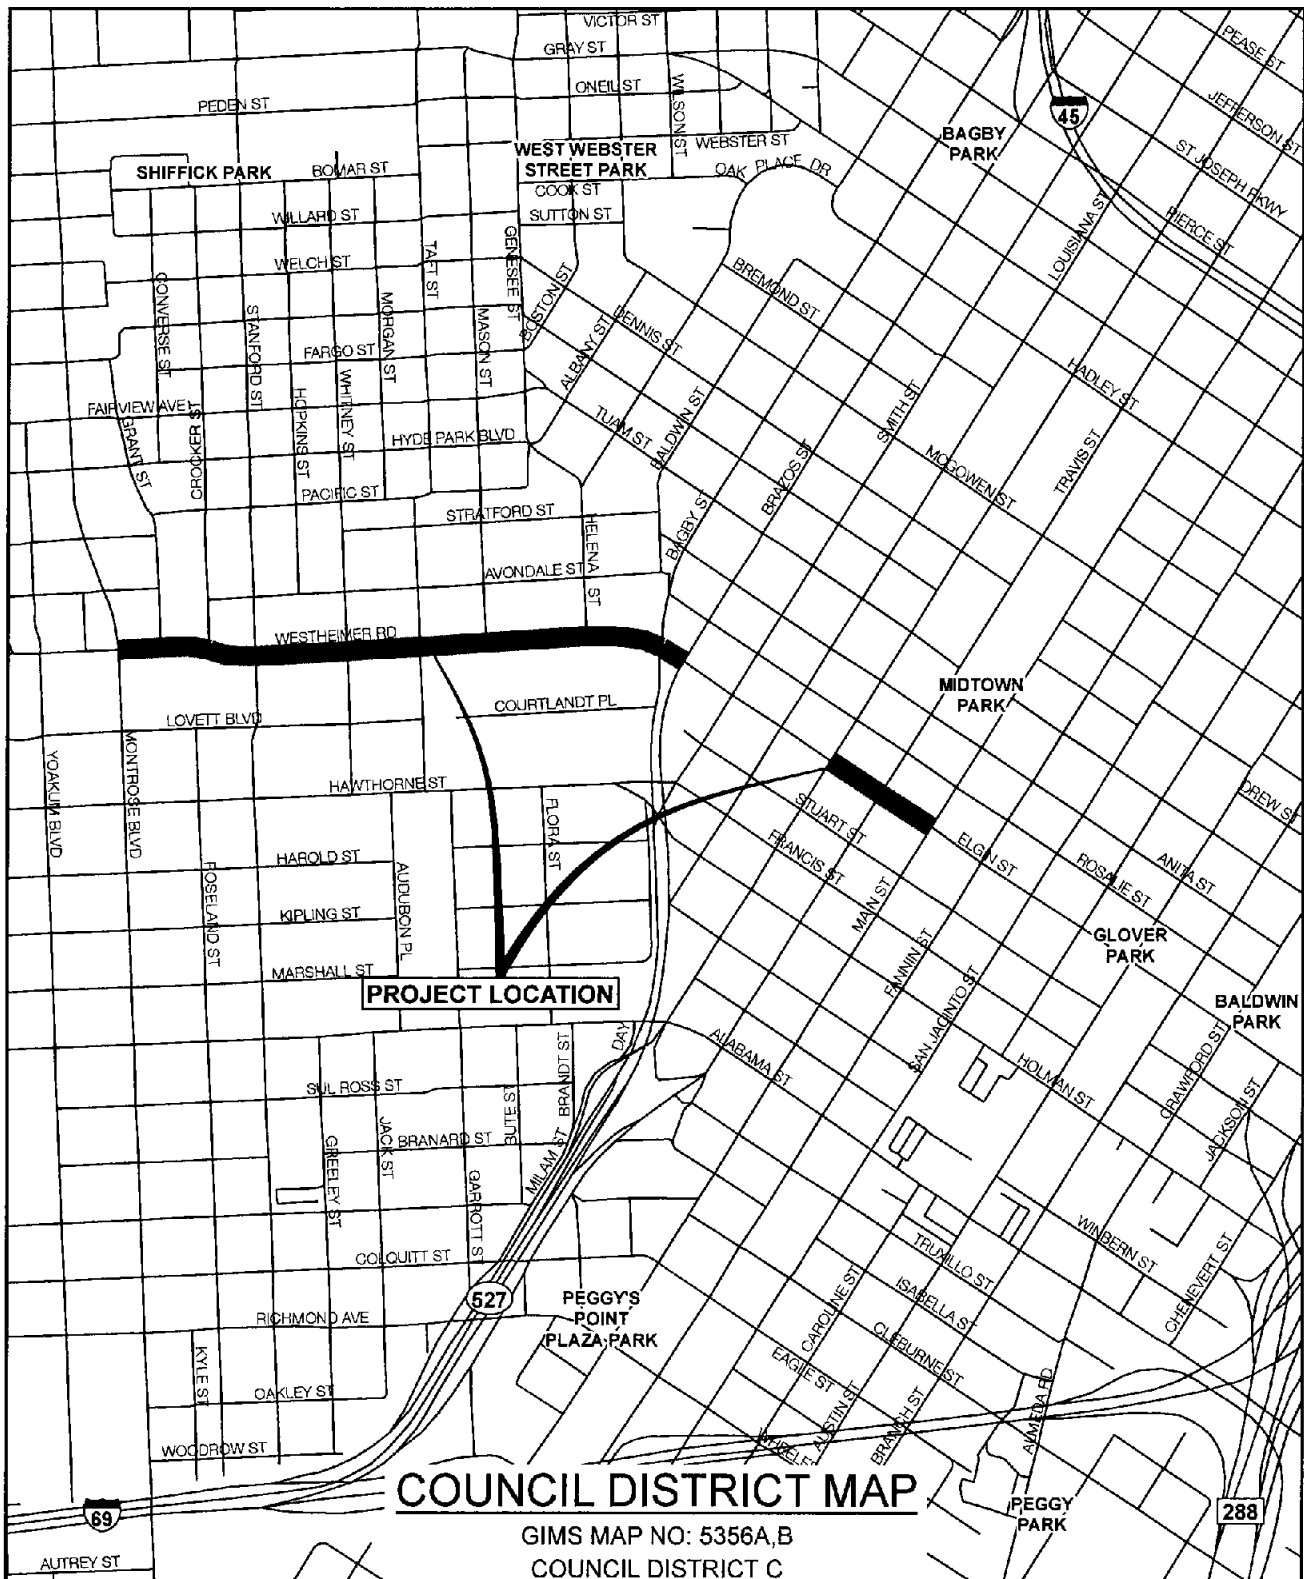 VICTOR ST
GRAY ST
PEASE ST
ONEIL ST
WILSON ST
PEDEN ST
JEFFERSON ST
45
BAGBY
PARK
WEBSTER ST
WEST WEBSTER
STREET PARK
ST JOSEPH PKWY
SHIFFICK PARK
BOMAR ST
OAK PLACE DR
COOK ST
SUTTON ST
WILLARD ST
PIERCE ST
LOUISIANA ST
GENESEE ST
TAFT ST
WELCH ST
BREMOND ST
BOSTON ST
CONVERSE ST
STANFORD ST
MORGAN ST
MASON ST
DENNIS ST
ALBANY ST
FARGO ST
HADLEY ST
WHITNEY ST
HOPKINS ST
FAIRVIEW AVE
GRANT ST
CROCKER ST
HYDE PARK BLVD
TUAM ST
BALDWIN ST
SMITH ST
BRAZOS ST
MCGOWEN ST
TRAVIS ST
PACIFIC ST
STRATFORD ST
BAGBY ST
HELENA ST
AVONDALE ST
WESTHEIMER RD
MIDTOWN
PARK
COURTLANDT PL
LOVETT BLVD
YOAKUM BLVD
MONTROSE BLVD
HAWTHORNE ST
DREW ST
FLORA ST
STUART ST
FRANCIS ST
ELGIN ST
ROSALIE ST
ANITA ST
HAROLD ST
ROSELAND ST
AUDUBON PL
KIPLING ST
MAIN ST
FANNIN ST
GLOVER
PARK
MARSHALL ST
SAN JACINTO ST
PROJECT LOCATION
BALDWIN
PARK
DAY
BRANDT ST
ALABAMA ST
HOLMAN ST
CRAWFORD ST
SUL ROSS ST
BUTE ST
JACKSON ST
JACK ST
BRANARD ST
GREELEY ST
MILAM ST
GARROTT ST
COLQUITT ST
WINBERN ST
TRUXILLO ST
CHENEVERT ST
527
PEGGY'S
POINT
PLAZA PARK
ISABELLA ST
CAROLINE ST
RICHMOND AVE
CLEBURNE ST
EAGLE ST
KYLE ST
OAKLEY ST
AUSTIN ST
BRANCH ST
ALMEDA RD
WOODROW ST
COUNCIL DISTRICT MAP
PEGGY
PARK
288
69
GIMS MAP NO: 5356A,B
AUTREY ST
COUNCIL DISTRICT C